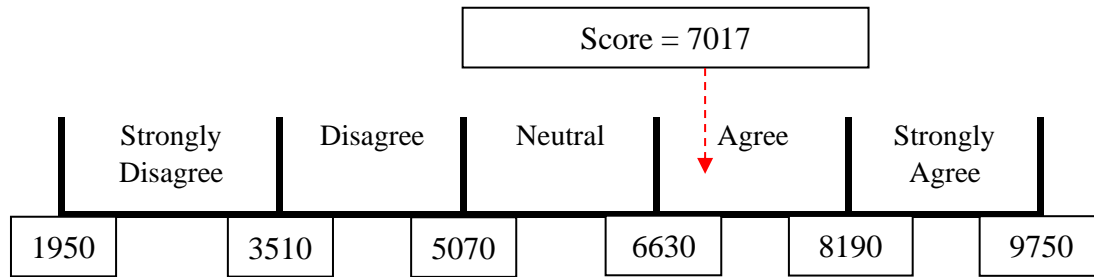 Score = 7017
Strongly Disagree
Disagree
Neutral
Agree
Strongly Agree
1950
3510
5070
6630
8190
9750